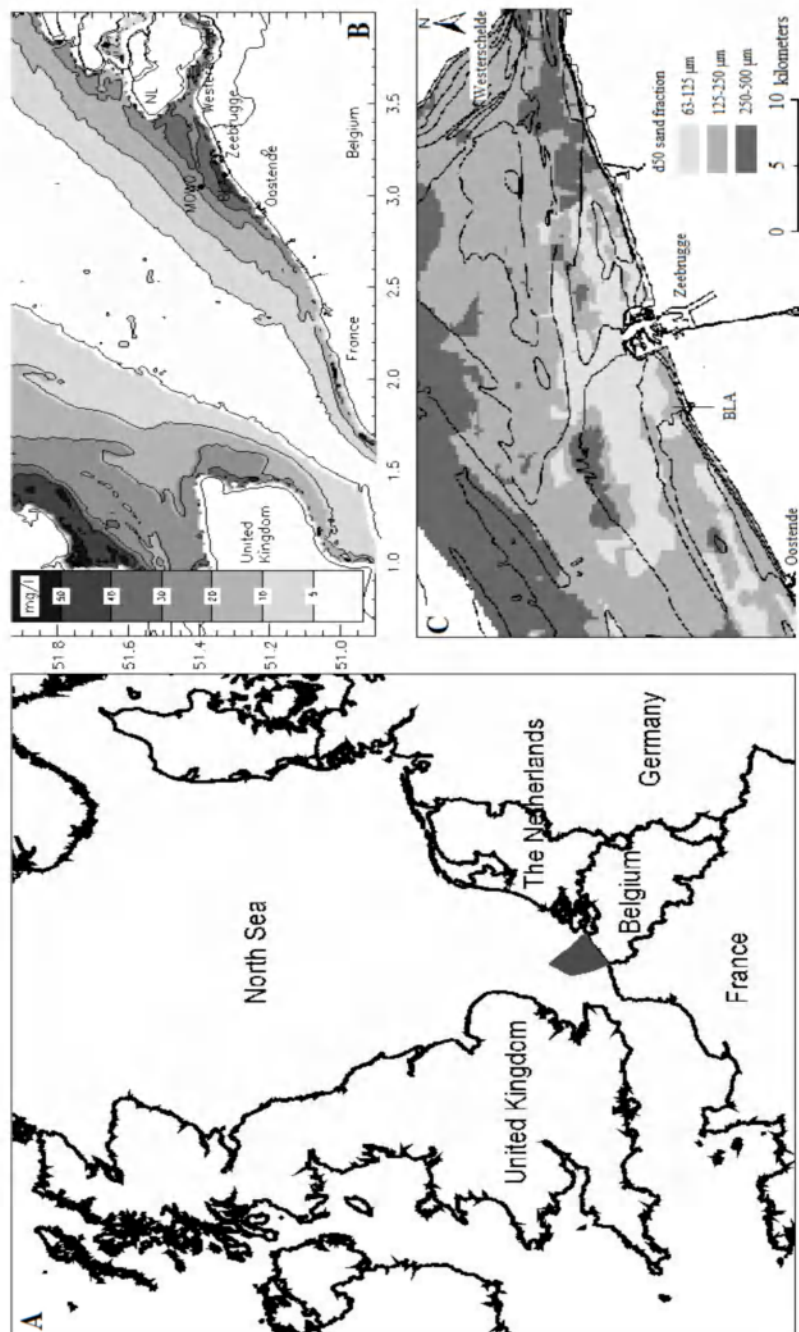 A
North Sea
United Kingdom
The Netherlands
Germany
Belgium
France
B
mg/l
50
40
30
20
10
5
51.8
51.6
51.4
51.2
51.0
1.0
1.5
2.0
2.5
3.0
3.5
United
Kingdom
France
Belgium
NL
MOW0
Zeebrugge
Oostende
C
N
Westerschelde
d50 sand fraction
63-125 µm
125-250 µm
250-500 µm
0 5 10 kilometers
Zeebrugge
BLA
Oostende